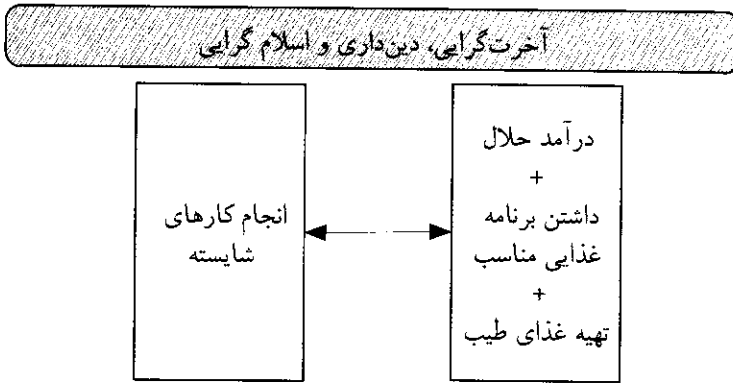 آخرت‌گرایی، دین‌داری و اسلام گرایی
درآمد حلال
+
داشتن برنامه
غذایی مناسب
+
تهیه غذای طیب
انجام کارهای
شایسته